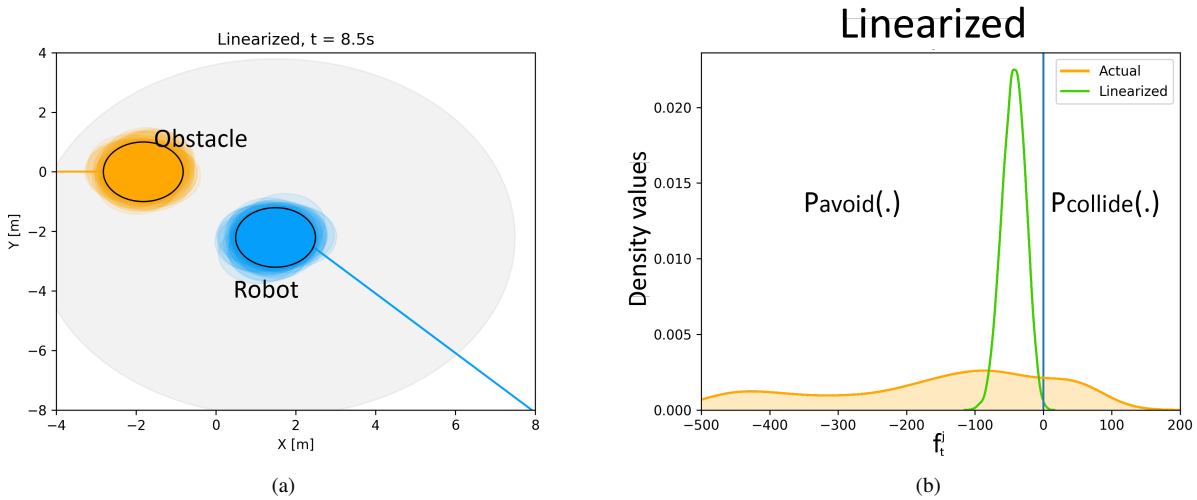 Linearized, t = 8.5s
4
2
0
−2
−4
−6
−8
Y [m]
Obstacle
Robot
−4 −2 0 2 4 6 8
X [m]
(a)
Linearized
Actual
Linearized
0.020
0.015
0.010
0.005
0.000
Density values
Pavoid(.)
Pcollide(.)
−500 −400 −300 −200 −100 0 100 200
f_t^j
(b)